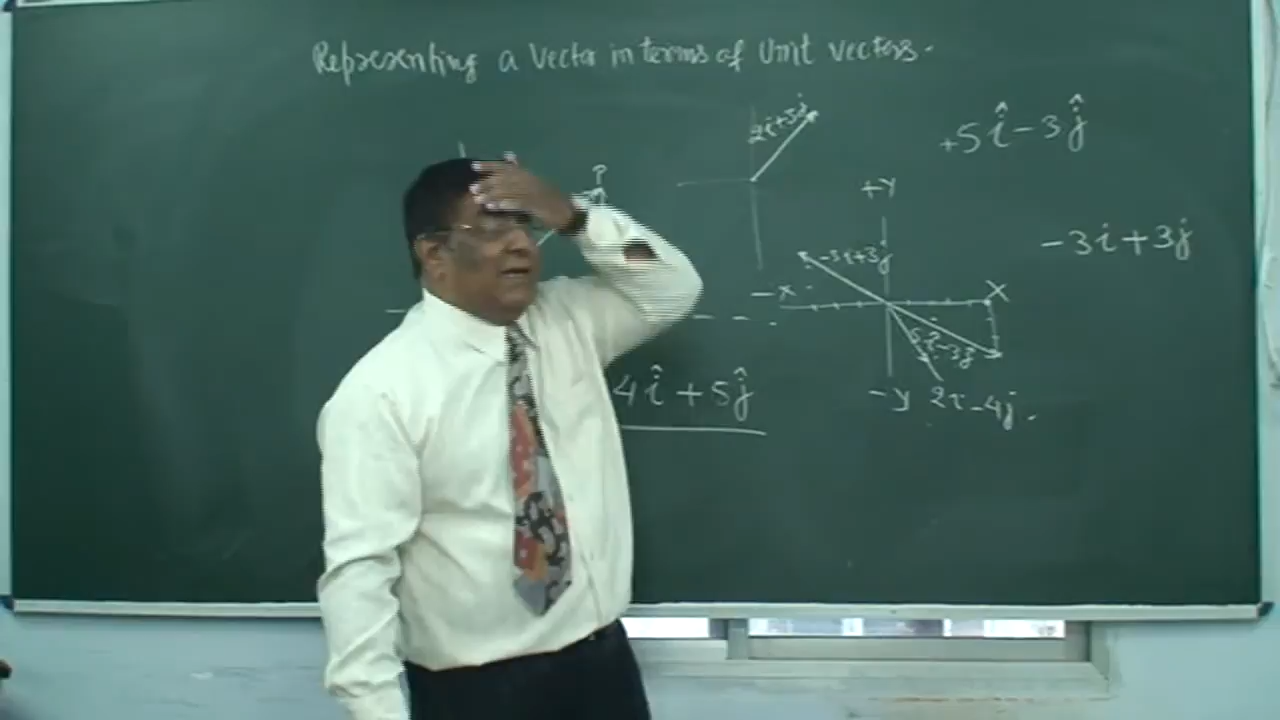 Representing a Vector in terms of Unit vectors.
2i+3j
+5î-3ĵ
P
+Y
-3i+3j
-3i+3j
-X
X
5î-3j
4î+5ĵ
-y
2i-4j.